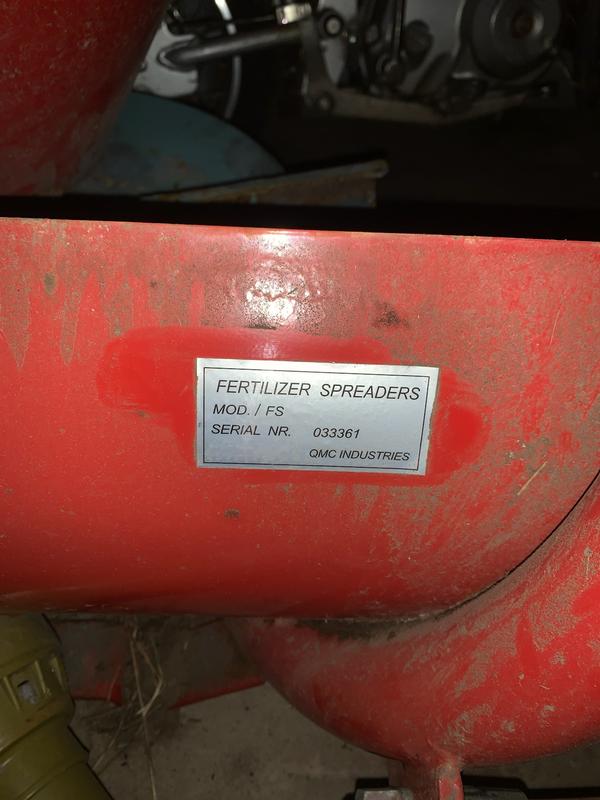 FERTILIZER SPREADERS
MOD. / FS
SERIAL NR. 033361
QMC INDUSTRIES